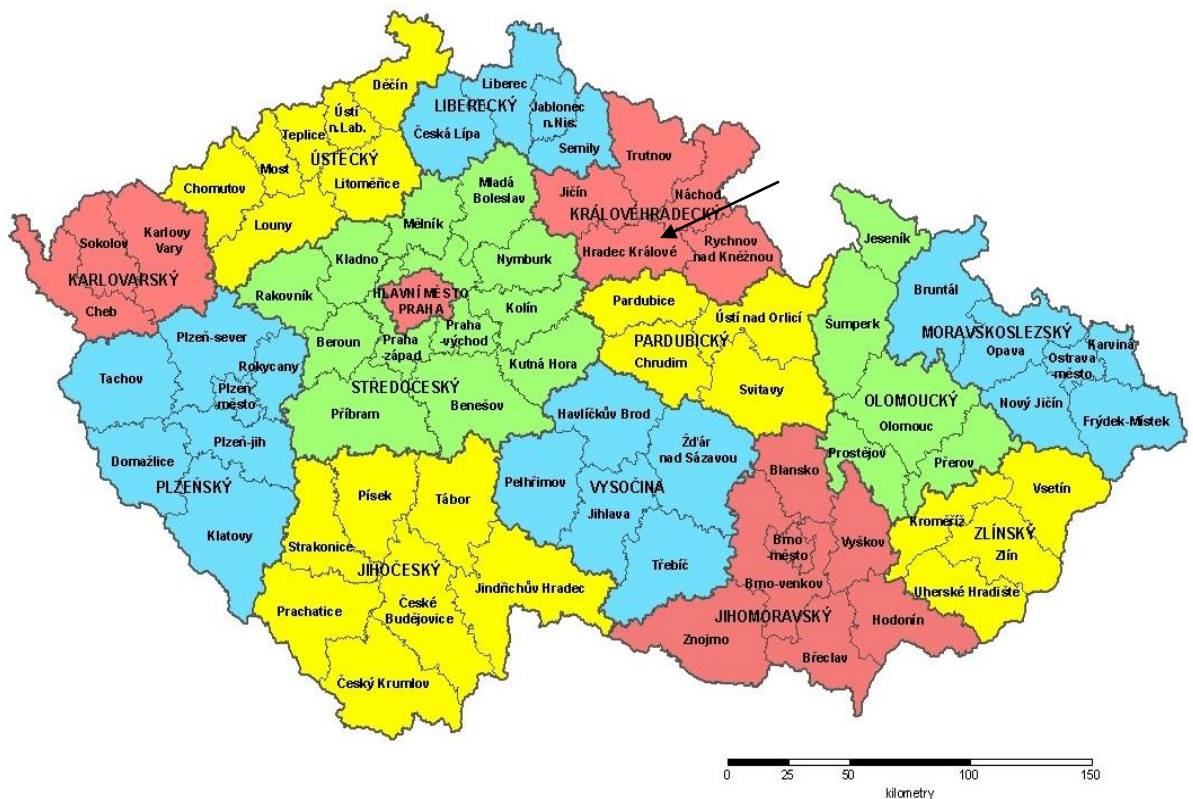 Děčín
Liberec
LIBERECKÝ
Jablonec
n.Nis.
Česká Lípa
Semily
Ústí
n.Lab.
Teplice
ÚSTECKÝ
Most
Litoměřice
Chomutov
Louny
Trutnov
Jičín
Náchod
KRÁLOVÉHRADECKÝ
Hradec Králové
Rychnov
nad Kněžnou
Mladá
Boleslav
Mělník
Nymburk
Kladno
Rakovník
HLAVNÍ MĚSTO
PRAHA
Kolín
Beroun
Praha
-západ
Praha
-východ
Kutná Hora
STŘEDOČESKÝ
Příbram
Benešov
Karlovy
Vary
Sokolov
KARLOVARSKÝ
Cheb
Plzeň-sever
Rokycany
Tachov
Plzeň
-město
Plzeň-jih
Domažlice
PLZEŇSKÝ
Klatovy
Pardubice
Ústí nad Orlicí
PARDUBICKÝ
Chrudim
Svitavy
Jeseník
Šumperk
OLOMOUCKÝ
Olomouc
Prostějov
Přerov
Bruntál
MORAVSKOSLEZSKÝ
Opava
Karviná
Ostrava
-město
Nový Jičín
Frýdek-Místek
Havlíčkův Brod
Žďár
nad Sázavou
Pelhřimov
VYSOČINA
Jihlava
Třebíč
Písek
Tábor
Strakonice
JIHOČESKÝ
Jindřichův Hradec
Prachatice
České
Budějovice
Český Krumlov
Blansko
Brno
-město
Vyškov
Brno-venkov
JIHOMORAVSKÝ
Znojmo
Hodonín
Břeclav
Vsetín
Kroměříž
ZLÍNSKÝ
Zlín
Uherské Hradiště
0 25 50 100 150
kilometry